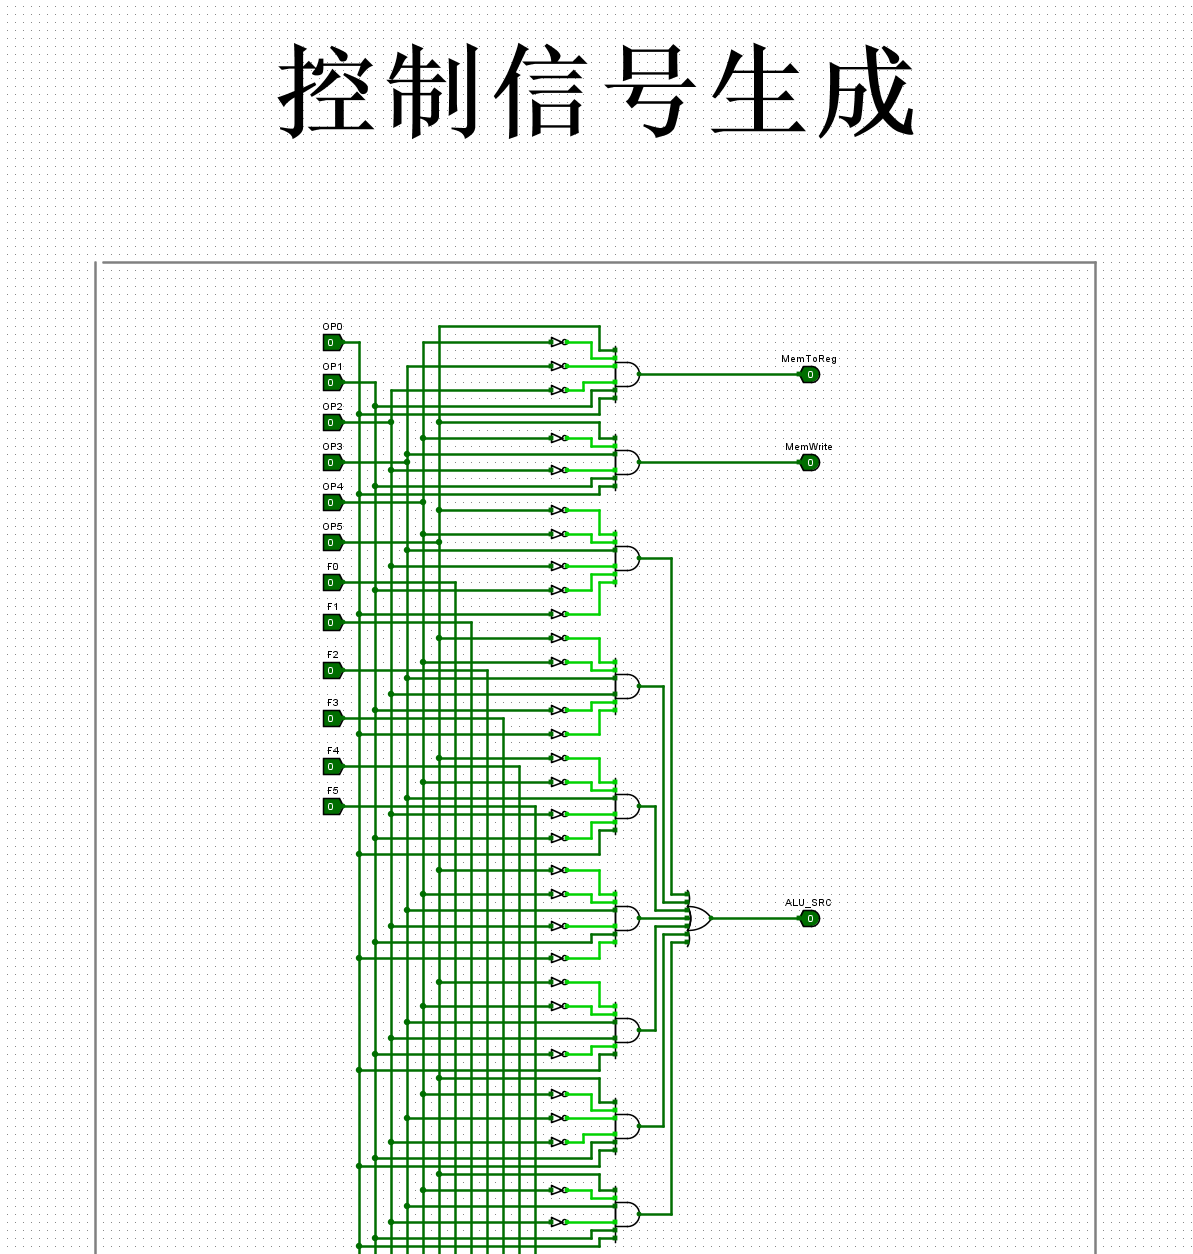 控制信号生成
OP0
0
MemToReg
0
OP1
0
OP2
0
OP3
0
MemWrite
0
OP4
0
OP5
0
F0
0
F1
0
F2
0
F3
0
F4
0
F5
0
ALU_SRC
0